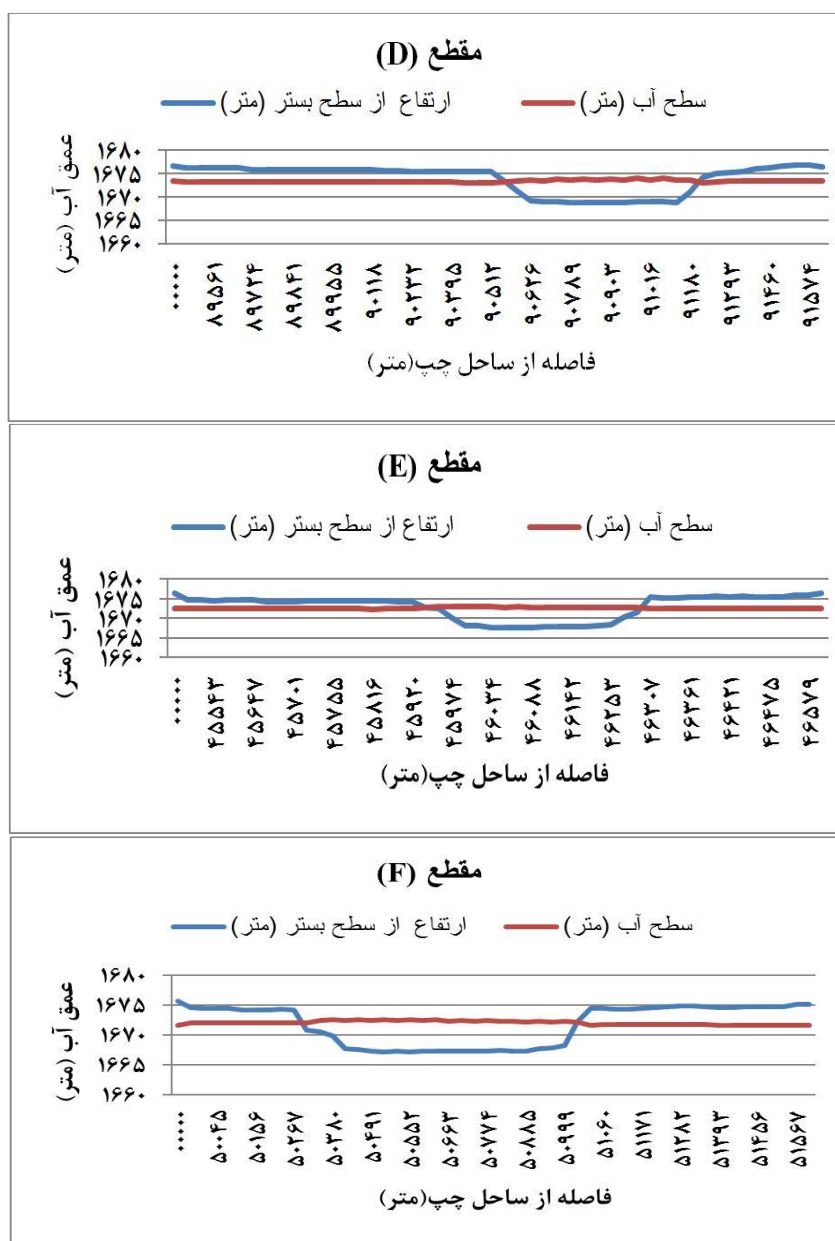 مقطع (D)
ارتفاع از سطح بستر (متر) سطح آب (متر)
عمق آب (متر)
۱۶۸۰
۱۶۷۵
۱۶۷۰
۱۶۶۵
۱۶۶۰
۰۰۰۰۰ ۸۹۵۶۱ ۸۹۷۲۴ ۸۹۸۴۱ ۸۹۹۵۵ ۹۰۱۱۸ ۹۰۲۳۲ ۹۰۳۹۵ ۹۰۵۱۲ ۹۰۶۲۶ ۹۰۷۸۹ ۹۰۹۰۳ ۹۱۰۱۶ ۹۱۱۸۰ ۹۱۲۹۳ ۹۱۴۶۰ ۹۱۵۷۴
فاصله از ساحل چپ(متر)
مقطع (E)
ارتفاع از سطح بستر (متر) سطح آب (متر)
عمق آب (متر)
۱۶۸۰
۱۶۷۵
۱۶۷۰
۱۶۶۵
۱۶۶۰
۰۰۰۰۰ ۴۵۵۴۳ ۴۵۶۴۷ ۴۵۷۰۱ ۴۵۷۵۵ ۴۵۸۱۶ ۴۵۹۲۰ ۴۵۹۷۴ ۴۶۰۳۴ ۴۶۰۸۸ ۴۶۱۴۲ ۴۶۲۵۳ ۴۶۳۰۷ ۴۶۳۶۱ ۴۶۴۲۱ ۴۶۴۷۵ ۴۶۵۷۹
فاصله از ساحل چپ(متر)
مقطع (F)
ارتفاع از سطح بستر (متر) سطح آب (متر)
عمق آب (متر)
۱۶۸۰
۱۶۷۵
۱۶۷۰
۱۶۶۵
۱۶۶۰
۰۰۰۰۰ ۵۰۰۴۵ ۵۰۱۵۶ ۵۰۲۶۷ ۵۰۳۸۰ ۵۰۴۹۱ ۵۰۵۵۲ ۵۰۶۶۳ ۵۰۷۷۴ ۵۰۸۸۵ ۵۰۹۹۹ ۵۱۰۶۰ ۵۱۱۷۱ ۵۱۲۸۲ ۵۱۳۹۳ ۵۱۴۵۶ ۵۱۵۶۷
فاصله از ساحل چپ(متر)